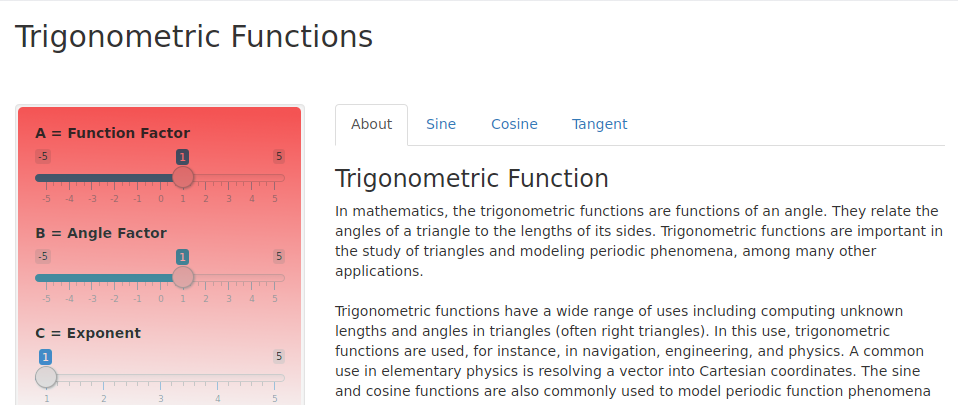 Trigonometric Functions
A = Function Factor
-5 1 5
-5 -4 -3 -2 -1 0 1 2 3 4 5
B = Angle Factor
-5 1 5
-5 -4 -3 -2 -1 0 1 2 3 4 5
C = Exponent
1 5
1 2 3 4 5
About Sine Cosine Tangent
Trigonometric Function
In mathematics, the trigonometric functions are functions of an angle. They relate the
angles of a triangle to the lengths of its sides. Trigonometric functions are important in
the study of triangles and modeling periodic phenomena, among many other
applications.
Trigonometric functions have a wide range of uses including computing unknown
lengths and angles in triangles (often right triangles). In this use, trigonometric
functions are used, for instance, in navigation, engineering, and physics. A common
use in elementary physics is resolving a vector into Cartesian coordinates. The sine
and cosine functions are also commonly used to model periodic function phenomena